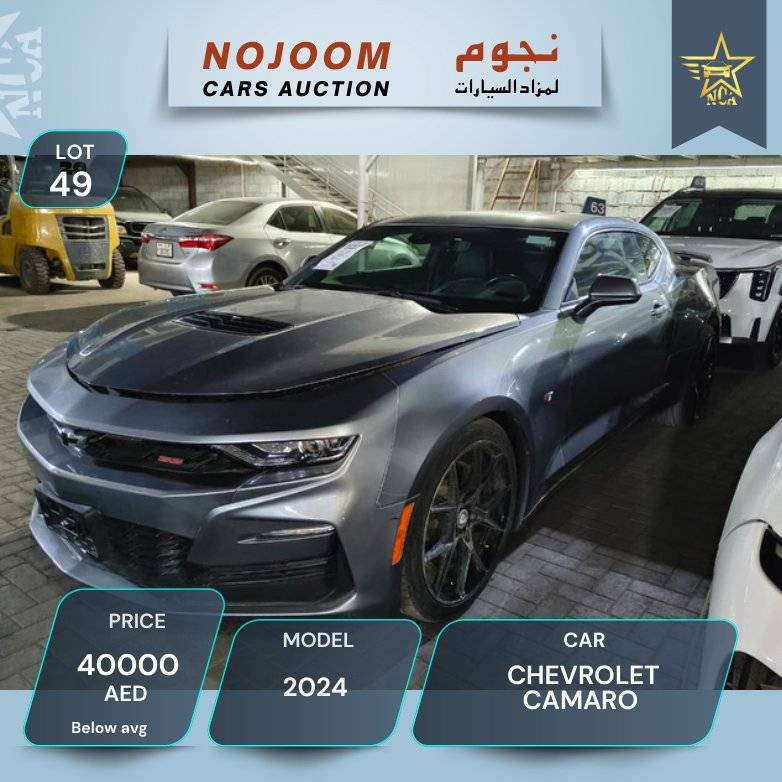 NCA
NOJOOM
CARS AUCTION
نجوم
لمزاد السيارات
NCA
LOT
49
63
PRICE
40000
AED
Below avg
MODEL
2024
CAR
CHEVROLET
CAMARO